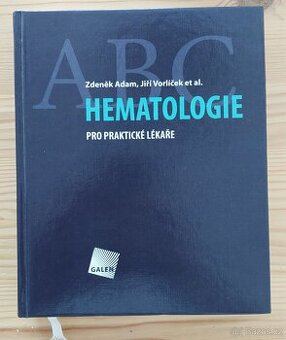 ABC
Zdeněk Adam, Jiří Vorlíček et al.
HEMATOLOGIE
PRO PRAKTICKÉ LÉKAŘE
GALEN